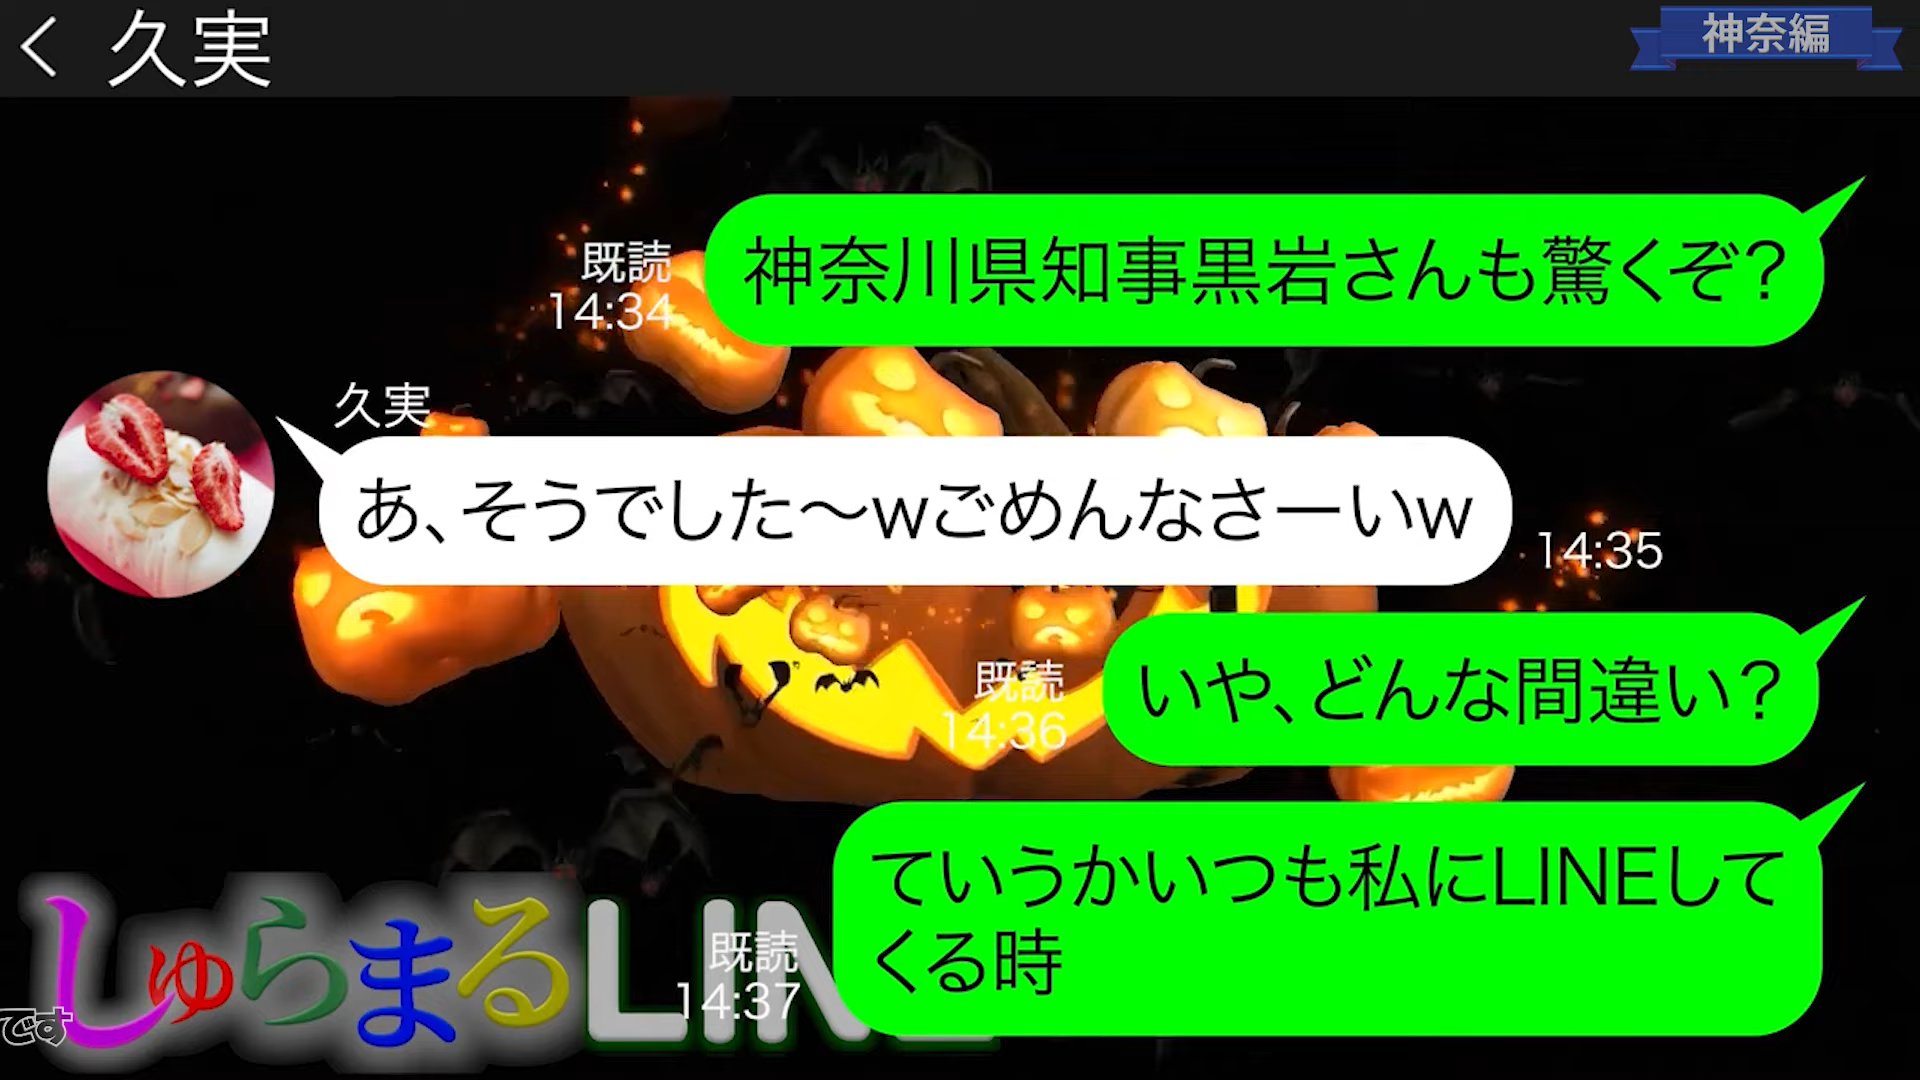 久実
神奈編
神奈川県知事黒岩さんも驚くぞ?
既読
14:34
久実
あ、そうでした〜wごめんなさーいw
14:35
いや、どんな間違い?
既読
14:36
ていうかいつも私にLINEして
くる時
既読
14:37
しゅらまるLINE
です